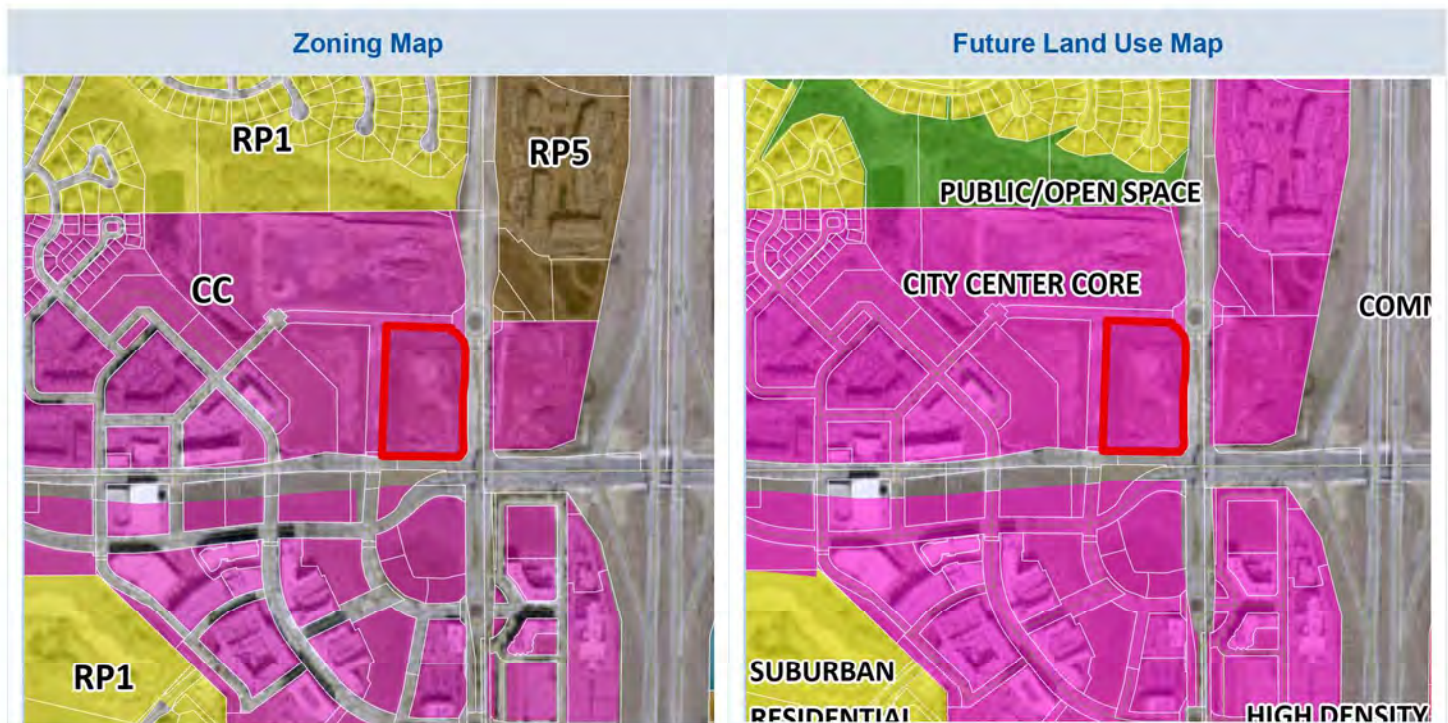 Zoning Map
Future Land Use Map
RP1
RP5
CC
RP1
PUBLIC/OPEN SPACE
CITY CENTER CORE
SUBURBAN
RESIDENTIAL
HIGH DENSITY